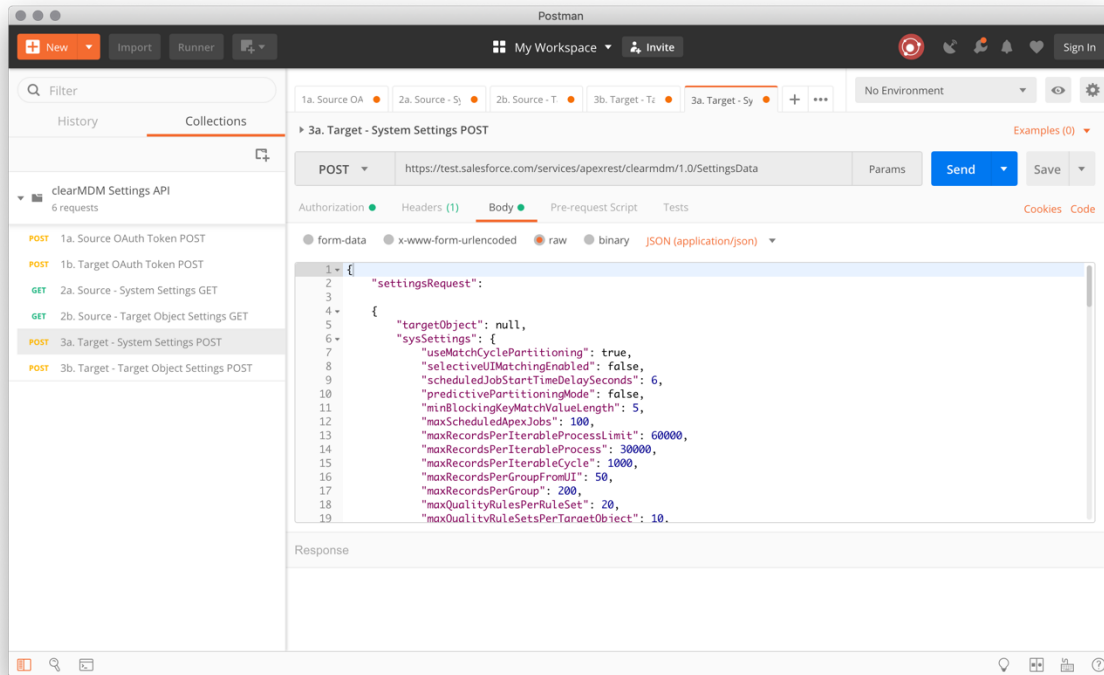 Postman
New
Import
Runner
My Workspace
Invite
Sign In
Filter
History
Collections
clearMDM Settings API
6 requests
POST 1a. Source OAuth Token POST
POST 1b. Target OAuth Token POST
GET 2a. Source - System Settings GET
GET 2b. Source - Target Object Settings GET
POST 3a. Target - System Settings POST
POST 3b. Target - Target Object Settings POST
1a. Source OA
2a. Source - Sy
2b. Source - T
3b. Target - Ta
3a. Target - Sy
No Environment
3a. Target - System Settings POST
Examples (0)
POST
https://test.salesforce.com/services/apexrest/clearmdm/1.0/SettingsData
Params
Send
Save
Authorization
Headers (1)
Body
Pre-request Script
Tests
Cookies
Code
form-data
x-www-form-urlencoded
raw
binary
JSON (application/json)
1 {
2 "settingsRequest":
3
4 {
5 "targetObject": null,
6 "sysSettings": {
7 "useMatchCyclePartitioning": true,
8 "selectiveUIMatchingEnabled": false,
9 "scheduledJobStartTimeDelaySeconds": 6,
10 "predictivePartitioningMode": false,
11 "minBlockingKeyMatchValueLength": 5,
12 "maxScheduledApexJobs": 100,
13 "maxRecordsPerIterableProcessLimit": 60000,
14 "maxRecordsPerIterableProcess": 30000,
15 "maxRecordsPerIterableCycle": 1000,
16 "maxRecordsPerGroupFromUI": 50,
17 "maxRecordsPerGroup": 200,
18 "maxQualityRulesPerRuleSet": 20,
19 "maxQualityRuleSetsPerTargetObject": 10,
Response